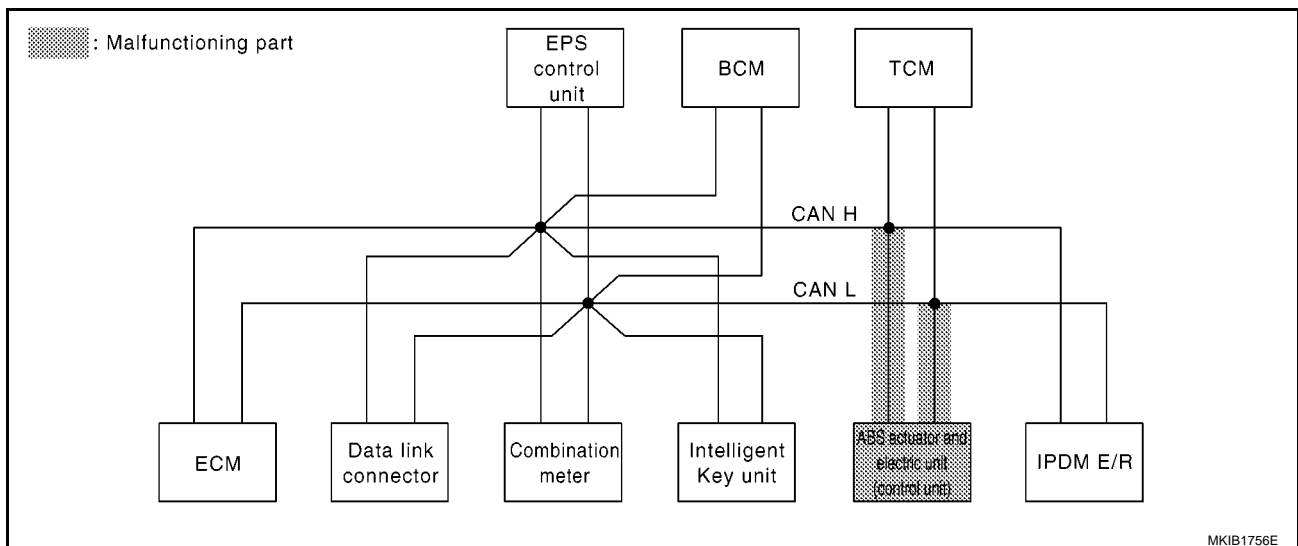 : Malfunctioning part
EPS
control
unit
BCM
TCM
CAN H
CAN L
ECM
Data link
connector
Combination
meter
Intelligent
Key unit
ABS actuator and
electric unit
(control unit)
IPDM E/R
MKIB1756E